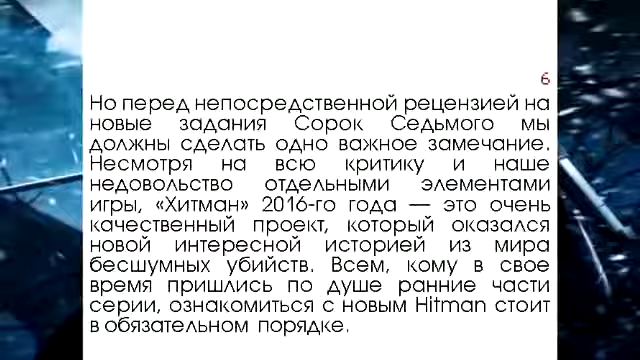 6
Но перед непосредственной рецензией на
новые задания Сорок Седьмого мы
должны сделать одно важное замечание.
Несмотря на всю критику и наше
недовольство отдельными элементами
игры, «Хитман» 2016-го года — это очень
качественный проект, который оказался
новой интересной историей из мира
бесшумных убийств. Всем, кому в свое
время пришлись по душе ранние части
серии, ознакомиться с новым Hitman стоит
в обязательном порядке.